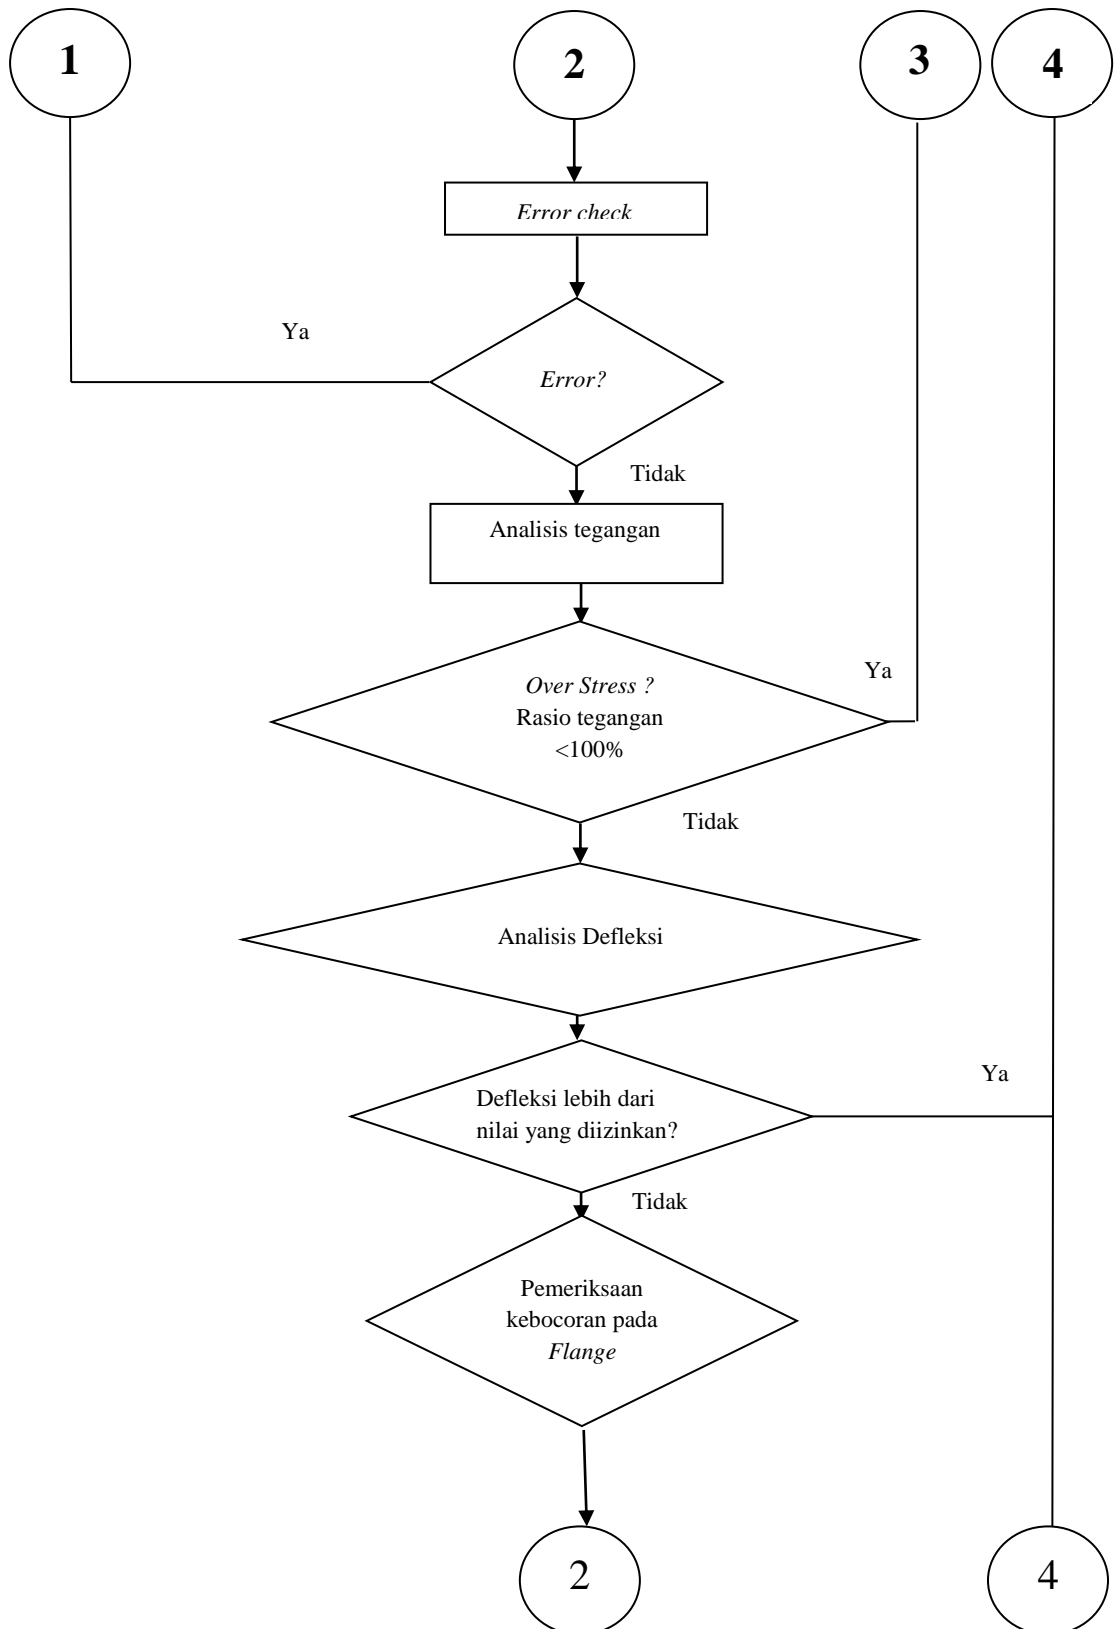 1
2
3
4
Error check
Ya
Error?
Tidak
Analisis tegangan
Ya
Over Stress ?
Rasio tegangan
<100%
Tidak
Analisis Defleksi
Ya
Defleksi lebih dari
nilai yang diizinkan?
Tidak
Pemeriksaan
kebocoran pada
Flange
2
4